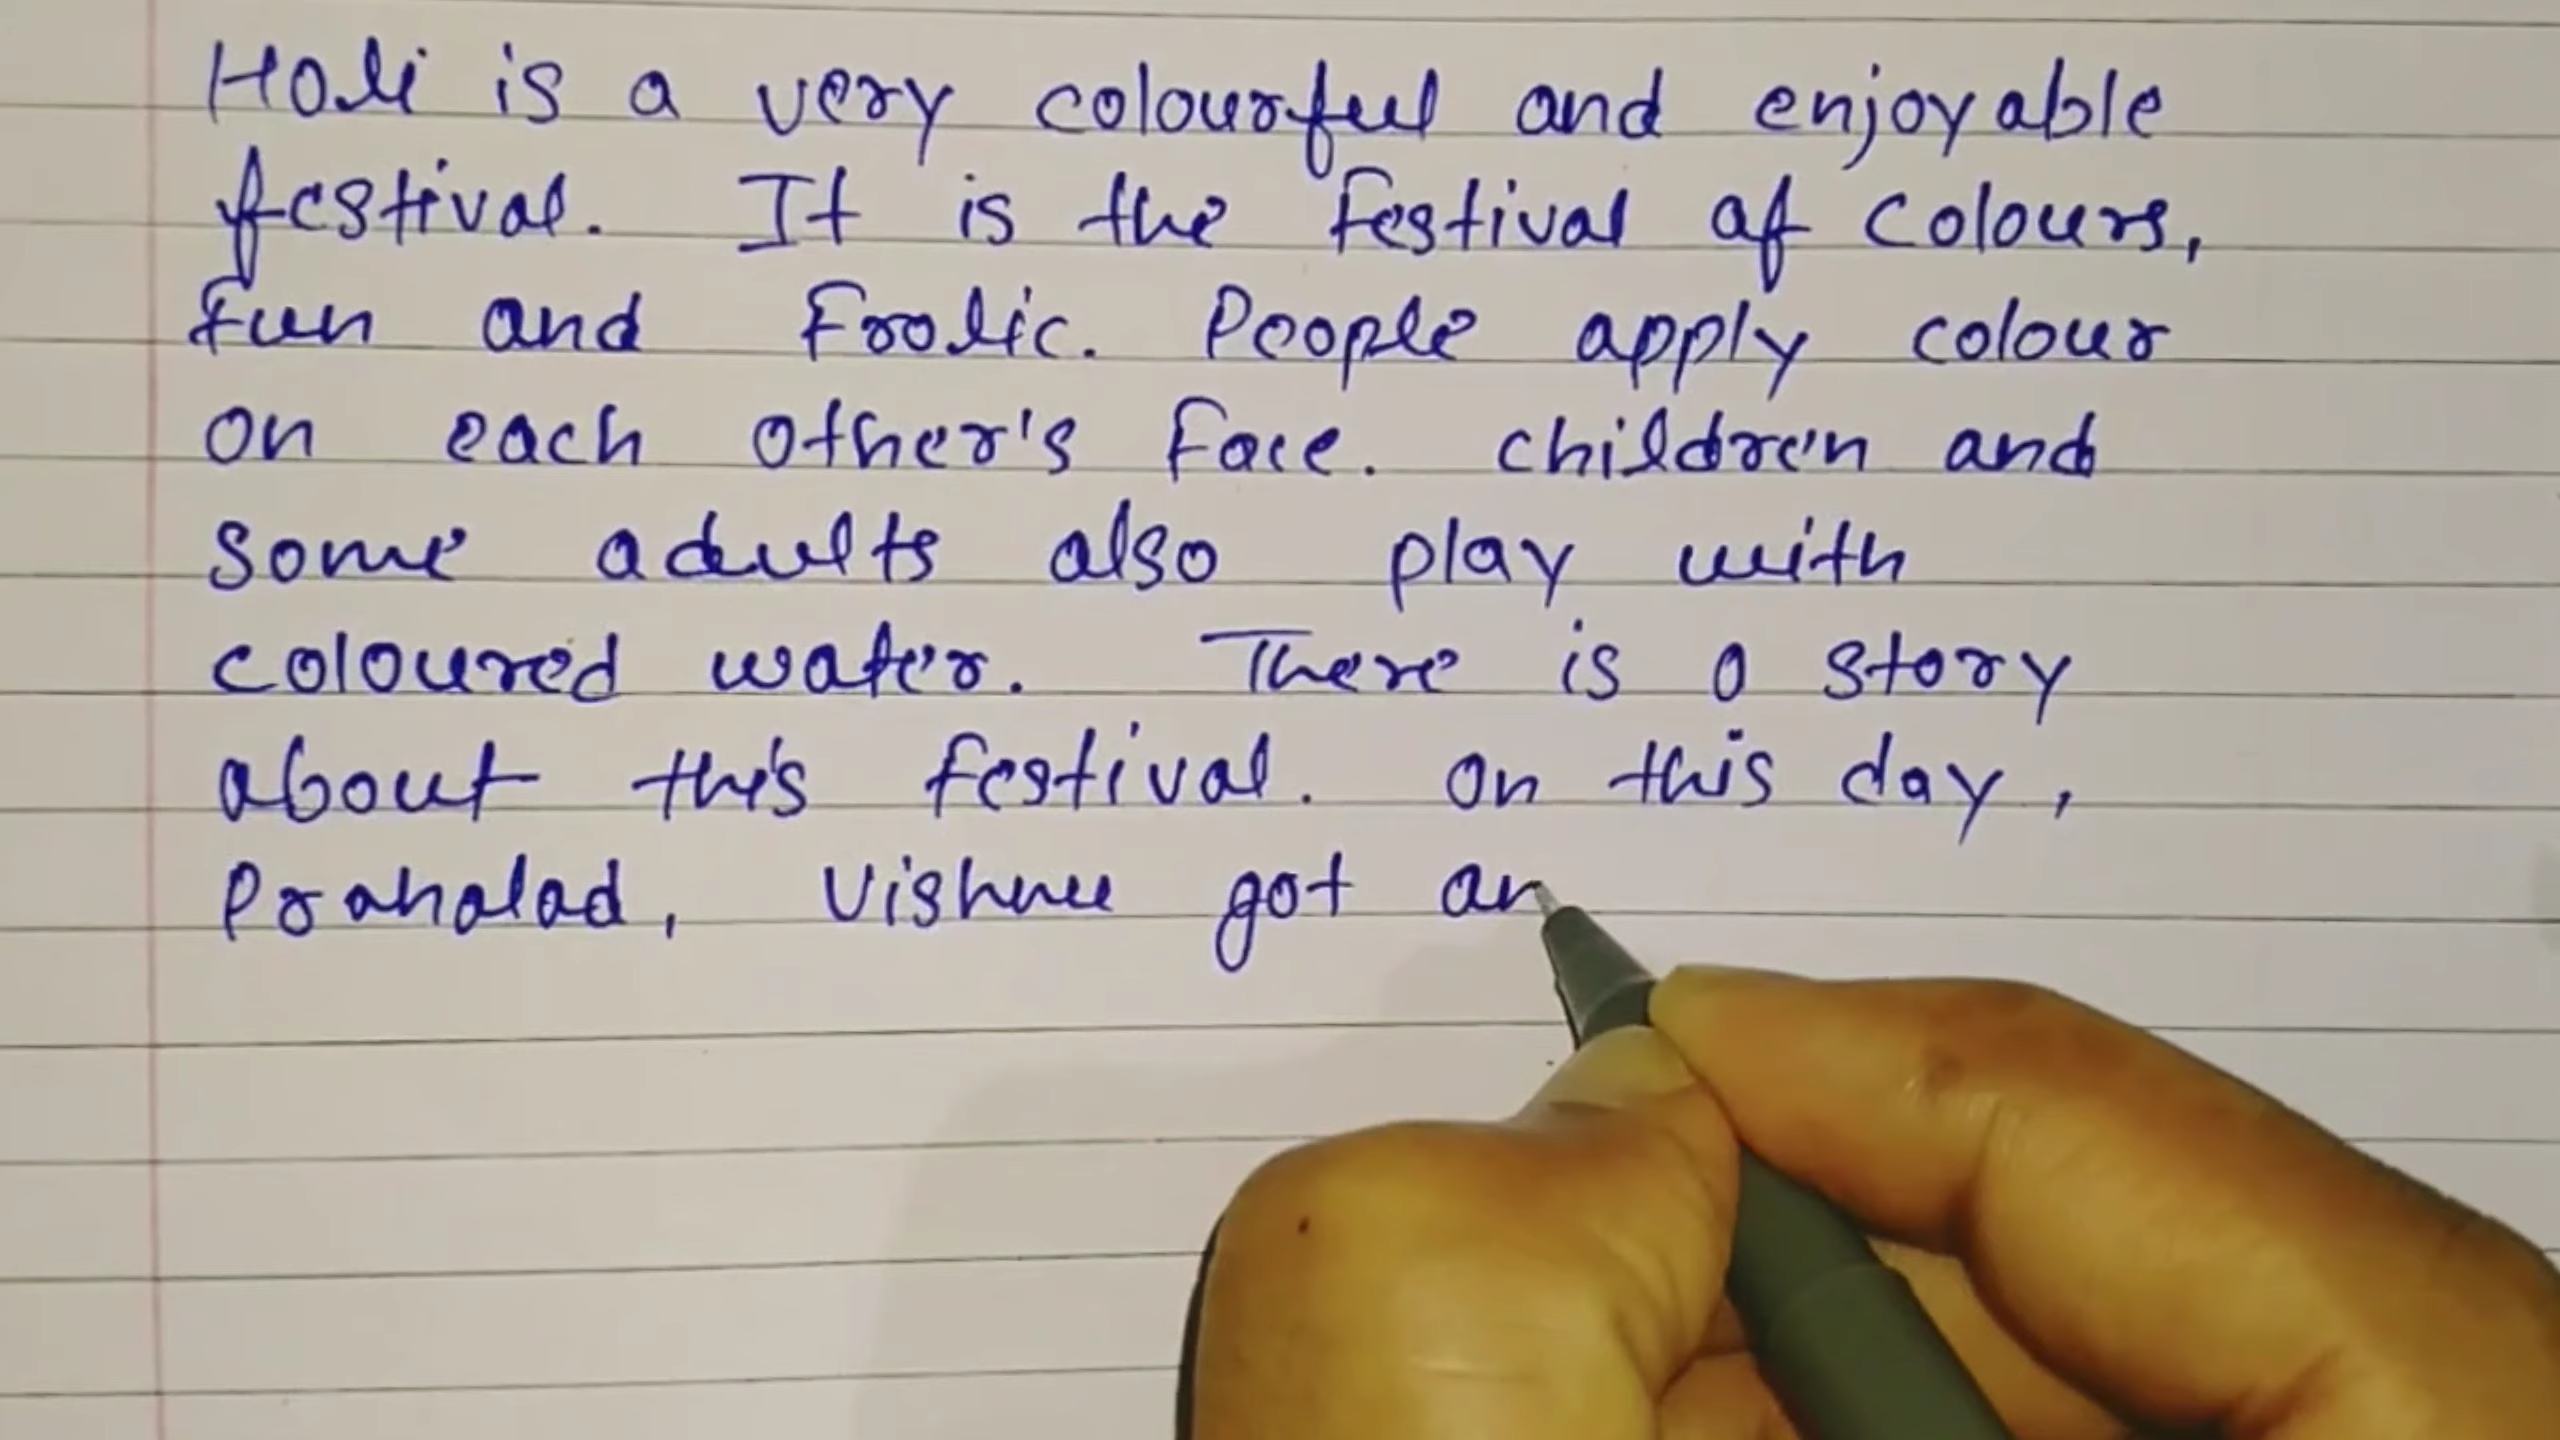 Holi is a very colourful and enjoyable
festival. It is the festival of colours,
fun and Frolic. People apply colour
on each other's face. children and
some adults also play with
coloured water. There is a story
about this festival. on this day,
Prahalad, Vishnu got an